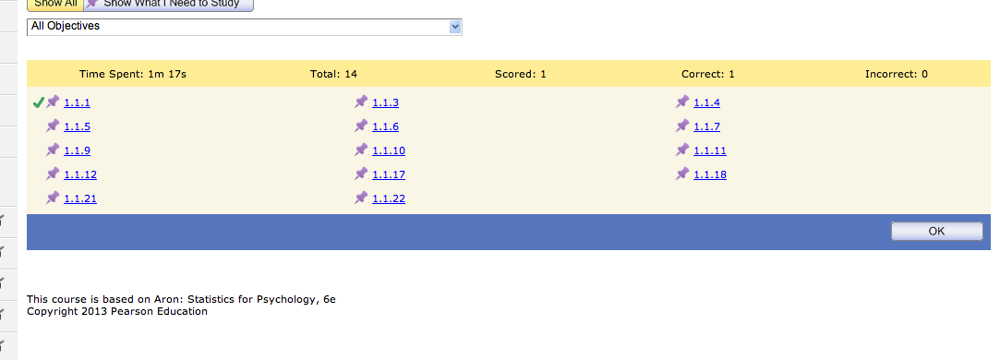 Show All Show What I Need to Study
All Objectives
Time Spent: 1m 17s Total: 14 Scored: 1 Correct: 1 Incorrect: 0
1.1.1 1.1.3 1.1.4
1.1.5 1.1.6 1.1.7
1.1.9 1.1.10 1.1.11
1.1.12 1.1.17 1.1.18
1.1.21 1.1.22
OK
This course is based on Aron: Statistics for Psychology, 6e
Copyright 2013 Pearson Education